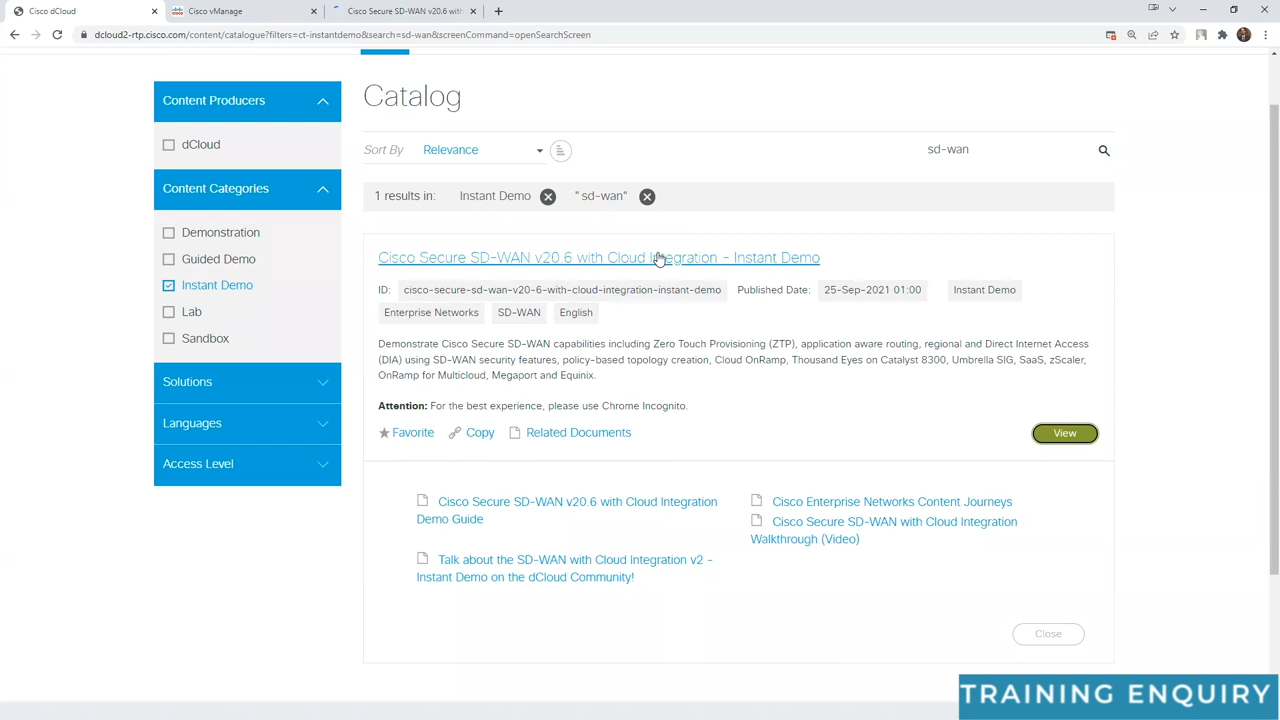 Cisco dCloud
Cisco vManage
Cisco Secure SD-WAN v20.6 with
dcloud2-rtp.cisco.com/content/catalogue?filters=ct-instantdemo&search=sd-wan&screenCommand=openSearchScreen
Content Producers
dCloud
Content Categories
Demonstration
Guided Demo
Instant Demo
Lab
Sandbox
Solutions
Languages
Access Level
Catalog
Sort By Relevance
sd-wan
1 results in: Instant Demo " sd-wan"
Cisco Secure SD-WAN v20.6 with Cloud Integration - Instant Demo
ID: cisco-secure-sd-wan-v20-6-with-cloud-integration-instant-demo Published Date: 25-Sep-2021 01:00 Instant Demo
Enterprise Networks SD-WAN English
Demonstrate Cisco Secure SD-WAN capabilities including Zero Touch Provisioning (ZTP), application aware routing, regional and Direct Internet Access
(DIA) using SD-WAN security features, policy-based topology creation, Cloud OnRamp, Thousand Eyes on Catalyst 8300, Umbrella SIG, SaaS, zScaler,
OnRamp for Multicloud, Megaport and Equinix.
Attention: For the best experience, please use Chrome Incognito.
Favorite Copy Related Documents
View
Cisco Secure SD-WAN v20.6 with Cloud Integration
Demo Guide
Talk about the SD-WAN with Cloud Integration v2 -
Instant Demo on the dCloud Community!
Cisco Enterprise Networks Content Journeys
Cisco Secure SD-WAN with Cloud Integration
Walkthrough (Video)
Close
TRAINING ENQUIRY